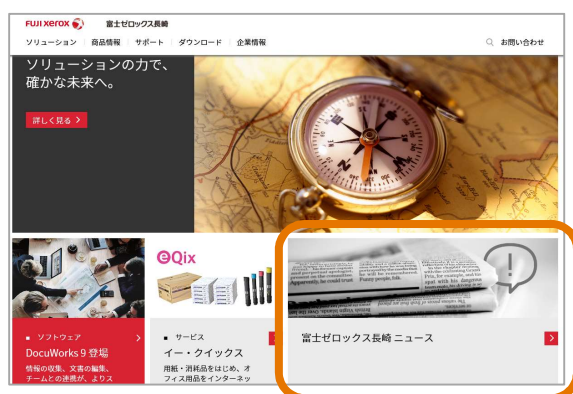 FUJI XEROX 富士ゼロックス長崎
ソリューション 商品情報 サポート ダウンロード 企業情報 お問い合わせ
ソリューションの力で、
確かな未来へ。
詳しく見る
eQix
ソフトウェア
DocuWorks 9 登場
情報の収集、文書の編集、
チームとの連携が、よりス
サービス
イー・クイックス
用紙・消耗品をはじめ、オ
フィス用品をインターネッ
富士ゼロックス長崎 ニュース